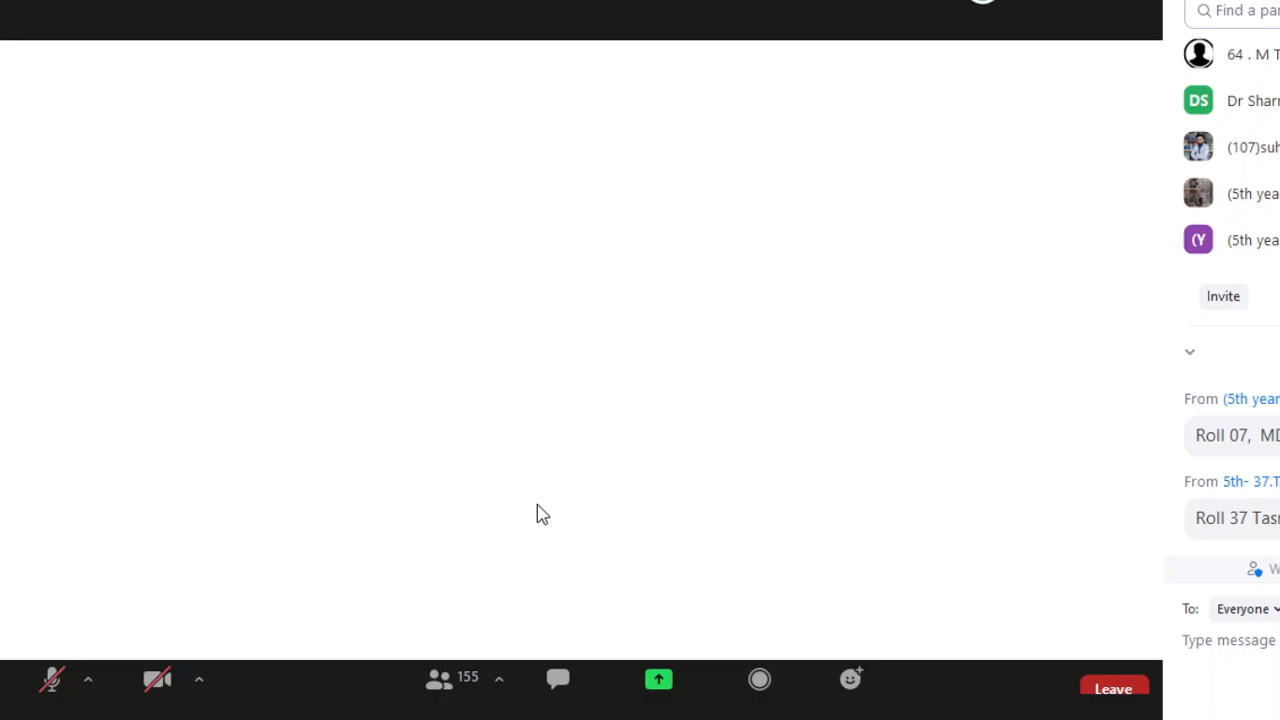 Find a par
64 . M T
DS
Dr Shar
(107)suh
(5th yea
(Y
(5th yea
Invite
From (5th year
Roll 07, MD
From 5th- 37.T
Roll 37 Tas
W
To: Everyone
Type message
155
Leave